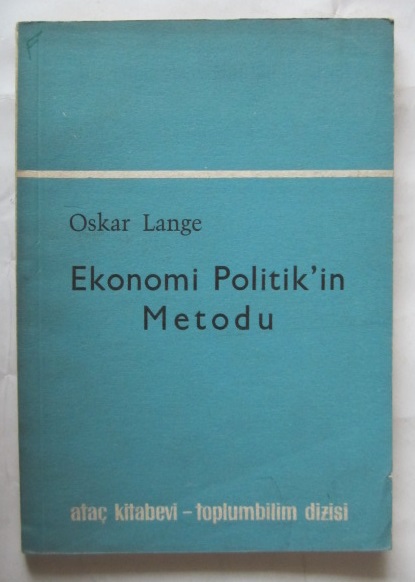 Oskar Lange
Ekonomi Politik'in
Metodu
ataç kitabevi – toplumbilim dizisi